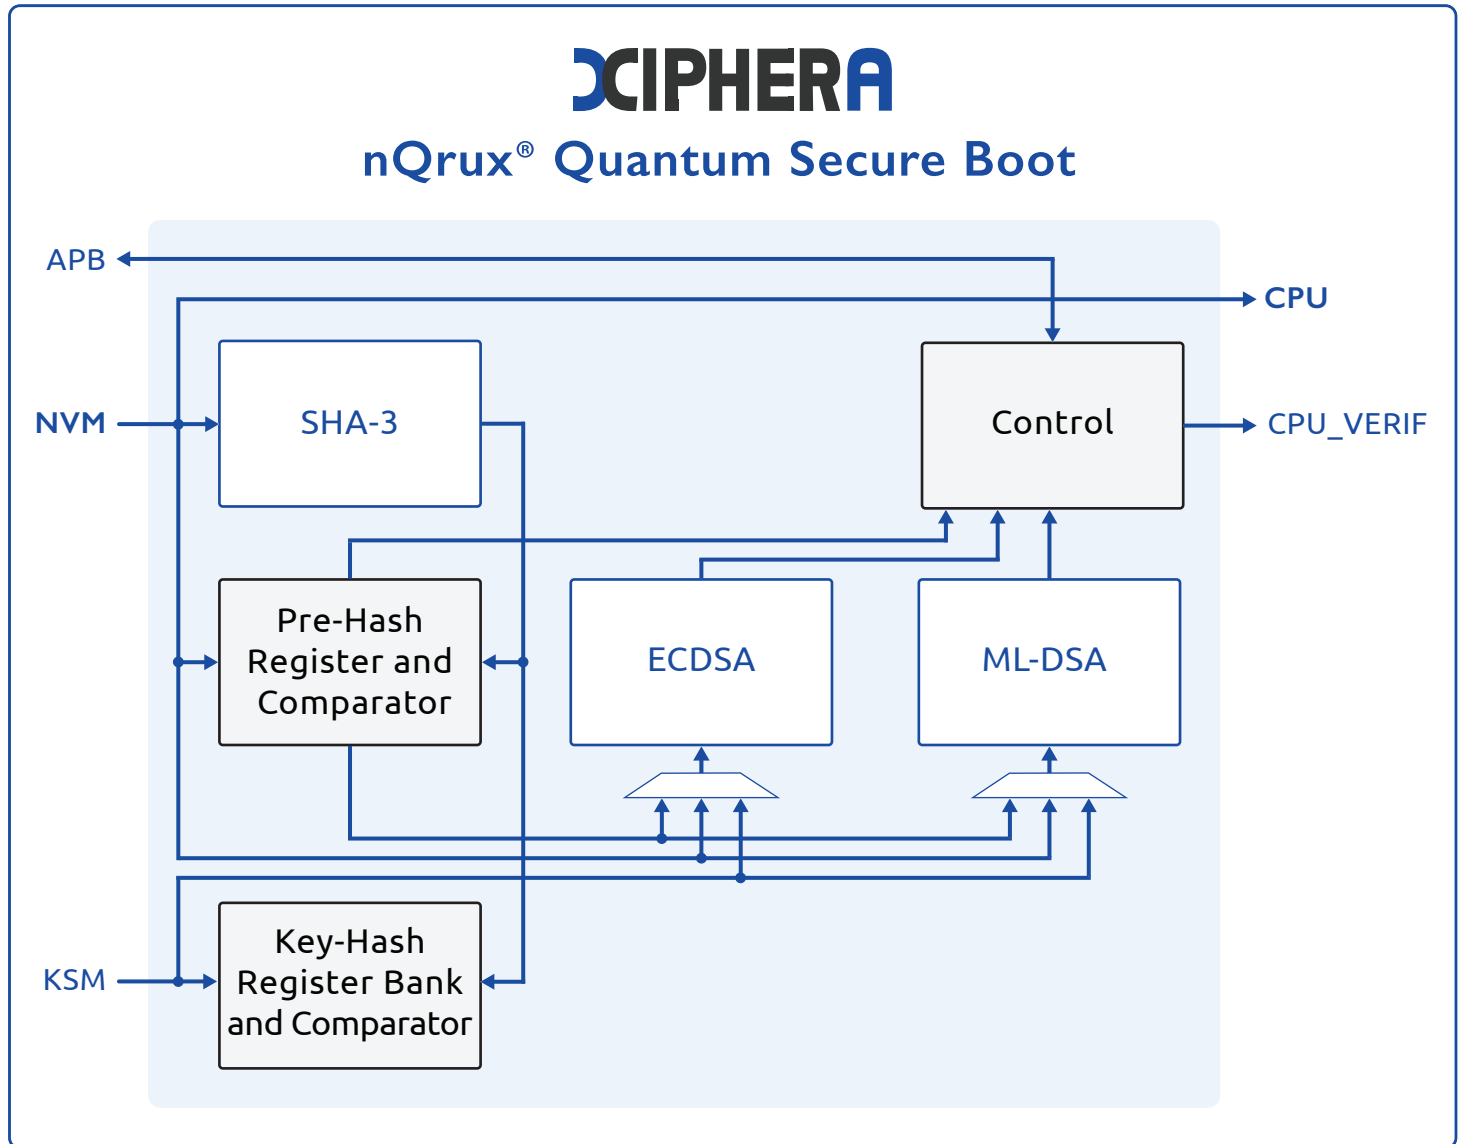 XIPHERA
nQrux® Quantum Secure Boot
APB
CPU
NVM
SHA-3
Control
CPU_VERIF
Pre-Hash
Register and
Comparator
ECDSA
ML-DSA
KSM
Key-Hash
Register Bank
and Comparator